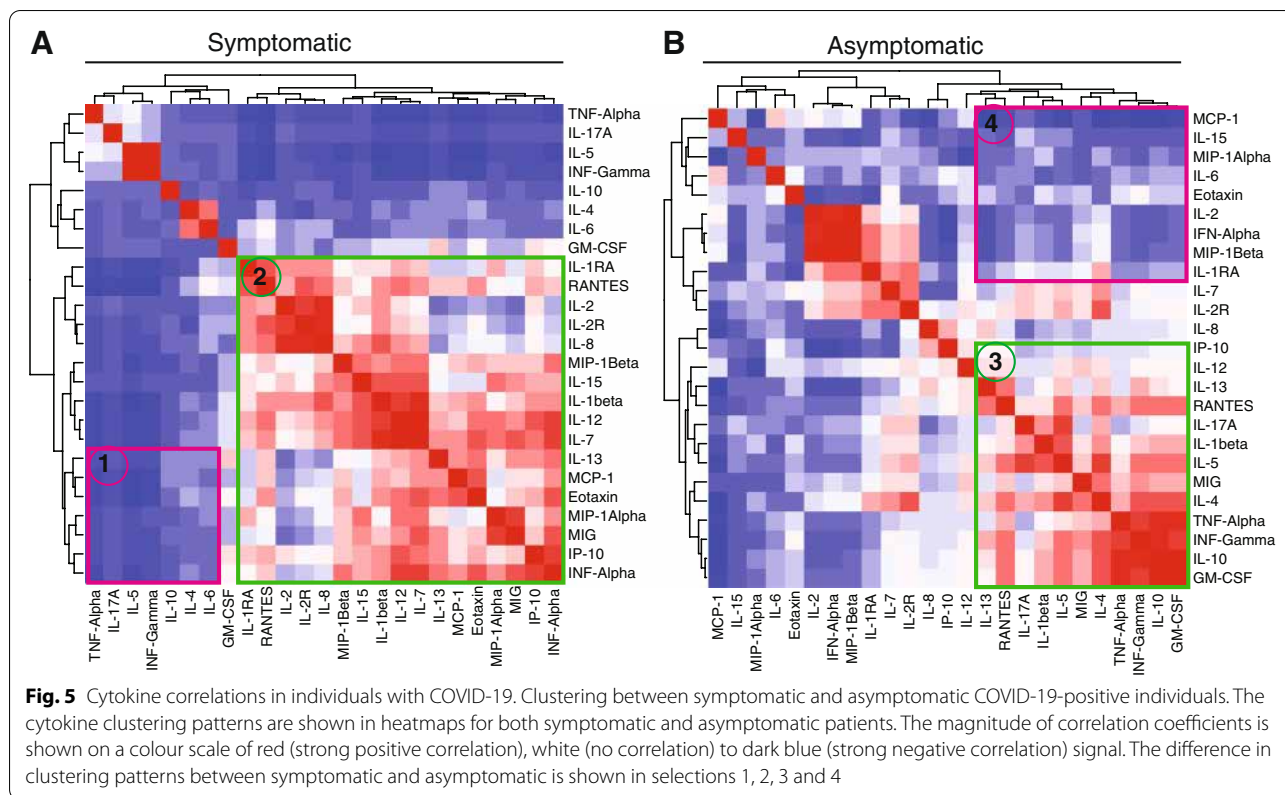 A
Symptomatic
TNF-Alpha
IL-17A
IL-5
INF-Gamma
IL-10
IL-4
IL-6
GM-CSF
IL-1RA
RANTES
IL-2
IL-2R
IL-8
MIP-1Beta
IL-15
IL-1beta
IL-12
IL-7
IL-13
MCP-1
Eotaxin
MIP-1Alpha
MIG
IP-10
INF-Alpha
1
2
TNF-Alpha
IL-17A
IL-5
INF-Gamma
IL-10
IL-4
IL-6
GM-CSF
IL-1RA
RANTES
IL-2
IL-2R
IL-8
MIP-1Beta
IL-15
IL-1beta
IL-12
IL-7
IL-13
MCP-1
Eotaxin
MIP-1Alpha
MIG
IP-10
INF-Alpha
B
Asymptomatic
4
3
MCP-1
IL-15
MIP-1Alpha
IL-6
Eotaxin
IL-2
IFN-Alpha
MIP-1Beta
IL-1RA
IL-7
IL-2R
IL-8
IP-10
IL-12
IL-13
RANTES
IL-17A
IL-1beta
IL-5
MIG
IL-4
TNF-Alpha
INF-Gamma
IL-10
GM-CSF
MCP-1
IL-15
MIP-1Alpha
IL-6
Eotaxin
IL-2
IFN-Alpha
MIP-1Beta
IL-1RA
IL-7
IL-2R
IL-8
IP-10
IL-12
IL-13
RANTES
IL-17A
IL-1beta
IL-5
MIG
IL-4
TNF-Alpha
INF-Gamma
IL-10
GM-CSF
Fig. 5 Cytokine correlations in individuals with COVID-19. Clustering between symptomatic and asymptomatic COVID-19-positive individuals. The
cytokine clustering patterns are shown in heatmaps for both symptomatic and asymptomatic patients. The magnitude of correlation coefficients is
shown on a colour scale of red (strong positive correlation), white (no correlation) to dark blue (strong negative correlation) signal. The difference in
clustering patterns between symptomatic and asymptomatic is shown in selections 1, 2, 3 and 4